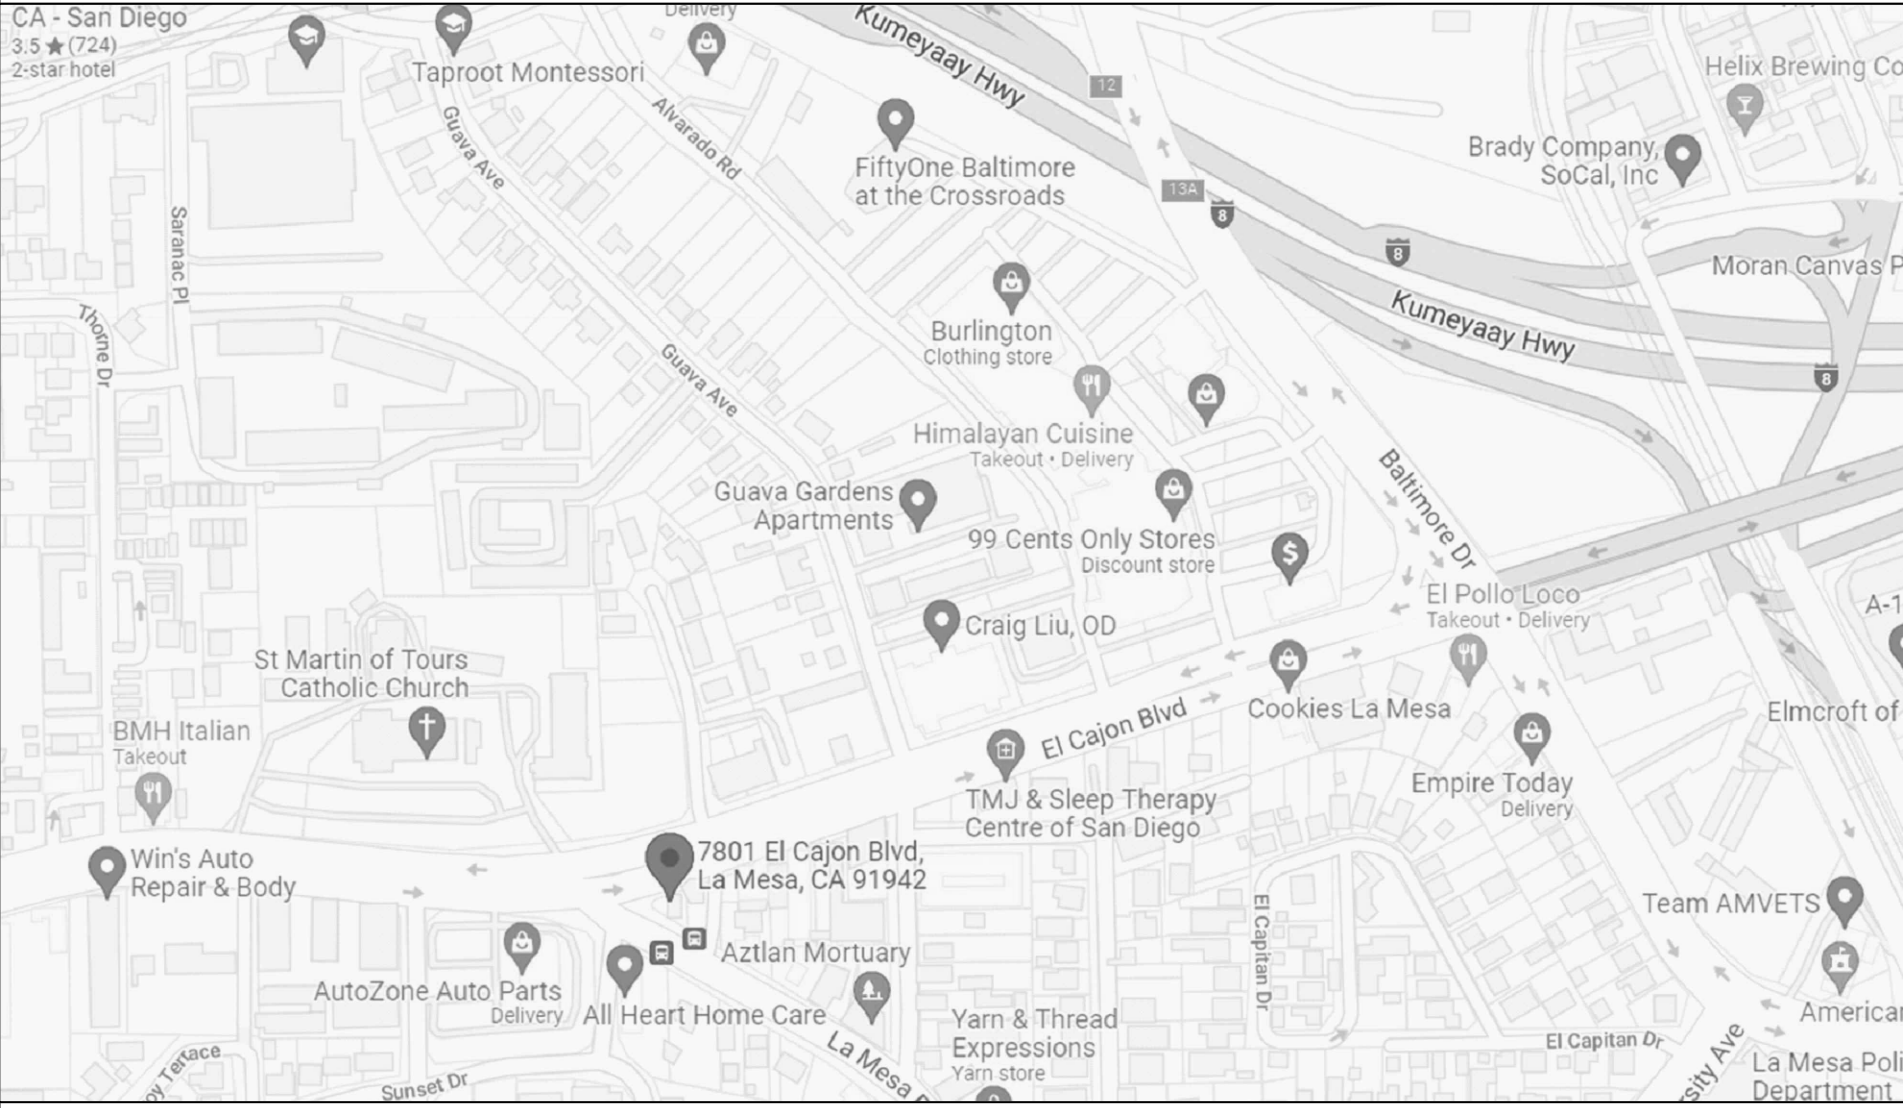 CA - San Diego
3.5 ★ (724)
2-star hotel
Taproot Montessori
Delivery
Kumeyaay Hwy
12
Helix Brewing Co
Guava Ave
Alvarado Rd
FiftyOne Baltimore
at the Crossroads
13A
8
Brady Company,
SoCal, Inc
Saranac Pl
8
Moran Canvas P
Thorne Dr
Burlington
Clothing store
Kumeyaay Hwy
8
Guava Ave
Himalayan Cuisine
Takeout • Delivery
Baltimore Dr
Guava Gardens
Apartments
99 Cents Only Stores
Discount store
El Pollo Loco
Takeout • Delivery
A-1
Craig Liu, OD
St Martin of Tours
Catholic Church
BMH Italian
Takeout
El Cajon Blvd
Cookies La Mesa
Elmcroft of
Empire Today
Delivery
TMJ & Sleep Therapy
Centre of San Diego
Win's Auto
Repair & Body
7801 El Cajon Blvd,
La Mesa, CA 91942
El Capitan Dr
Team AMVETS
Aztlan Mortuary
AutoZone Auto Parts
Delivery
All Heart Home Care
Yarn & Thread
Expressions
Yarn store
La Mesa
El Capitan Dr
American
La Mesa Poli
Department
sity Ave
oy Terrace
Sunset Dr